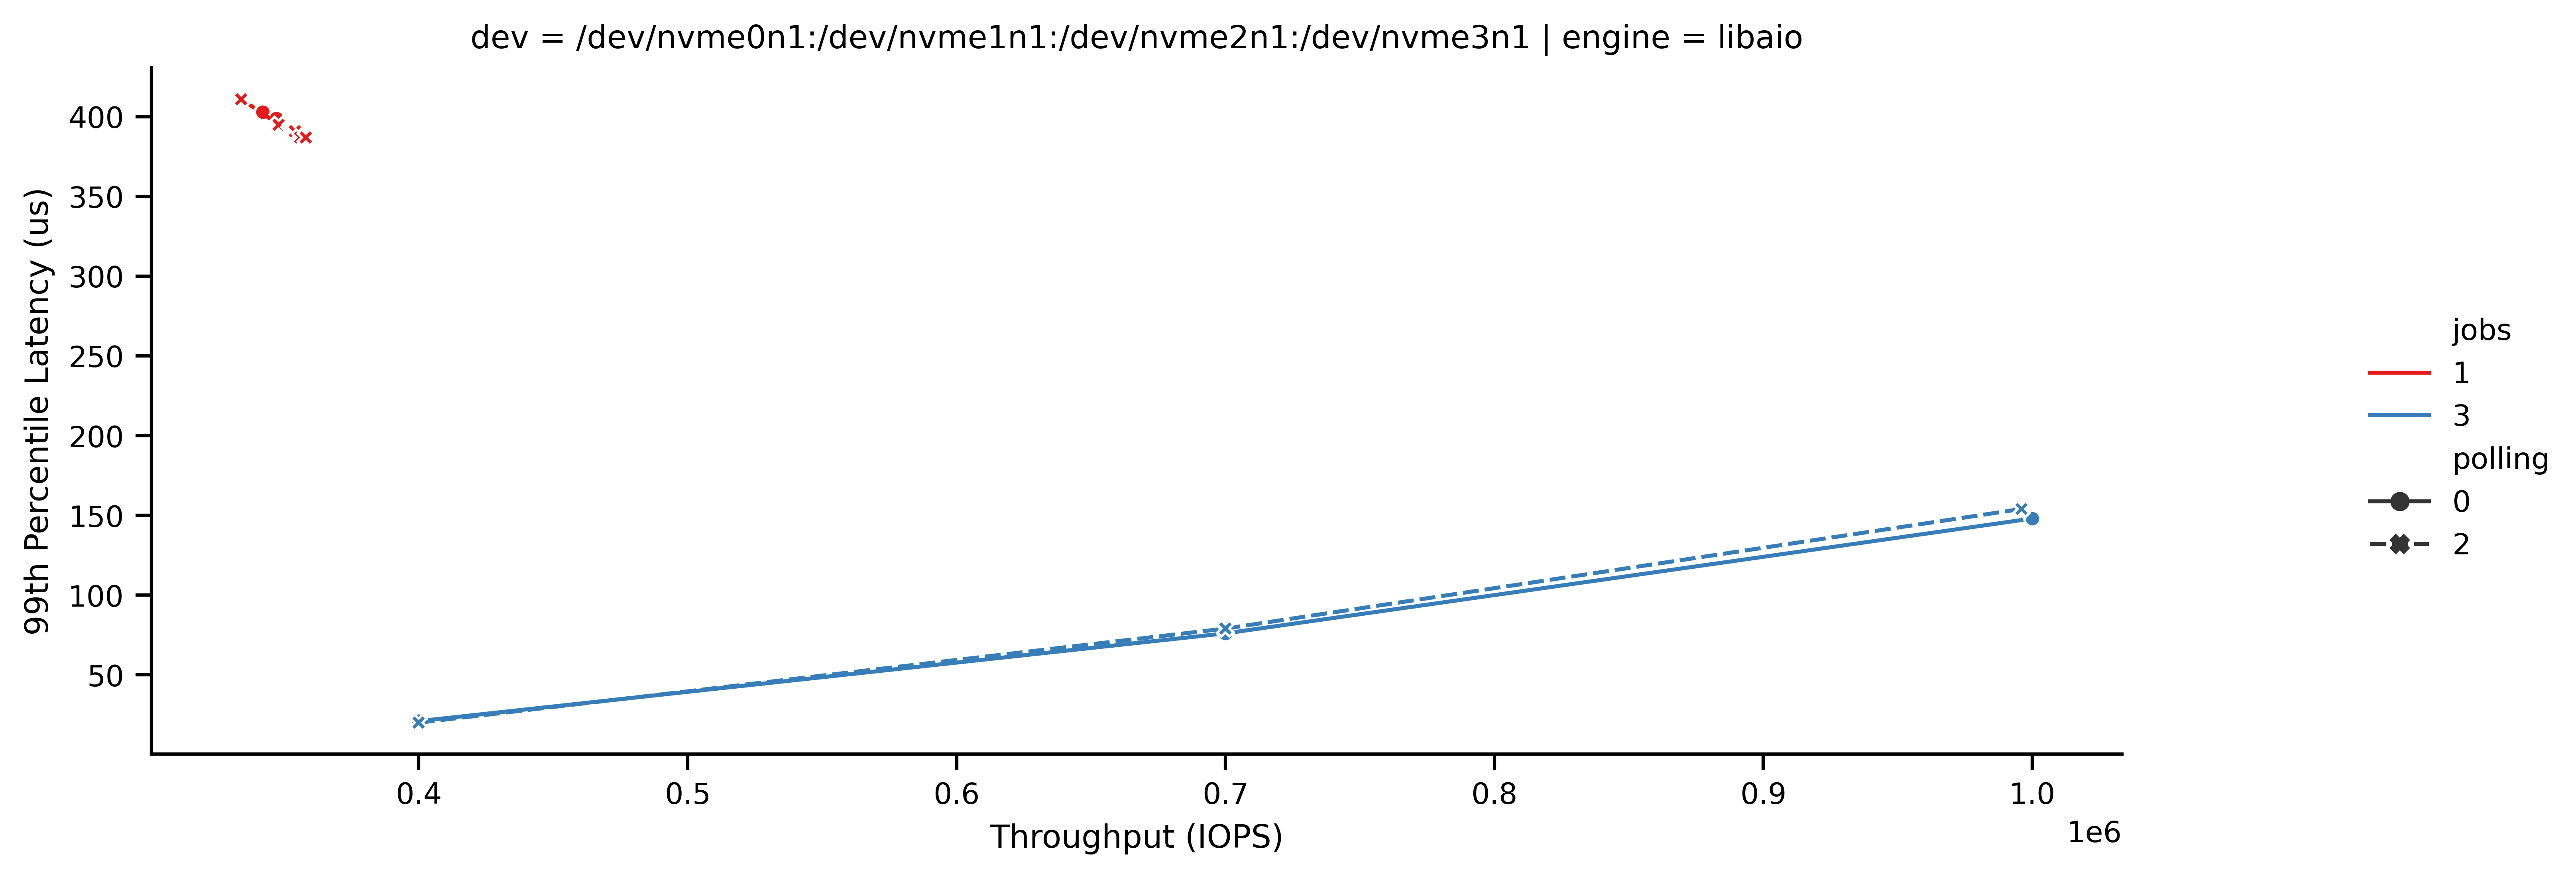 dev = /dev/nvme0n1:/dev/nvme1n1:/dev/nvme2n1:/dev/nvme3n1 | engine = libaio
99th Percentile Latency (us)
400
350
300
250
200
150
100
50
0.4 0.5 0.6 0.7 0.8 0.9 1.0
1e6
Throughput (IOPS)
jobs
1
3
polling
0
2